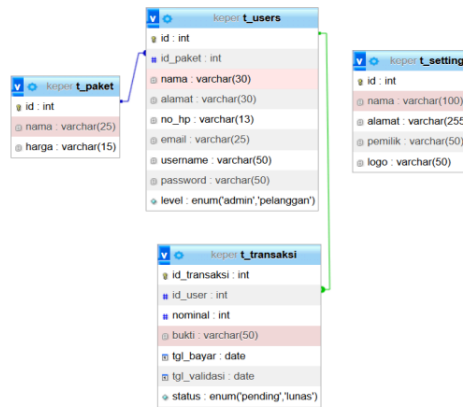 keper t_users
id : int
id_paket : int
nama : varchar(30)
alamat : varchar(30)
no_hp : varchar(13)
email : varchar(25)
username : varchar(50)
password : varchar(50)
level : enum('admin','pelanggan')
keper t_paket
id : int
nama : varchar(25)
harga : varchar(15)
keper t_setting
id : int
nama : varchar(100)
alamat : varchar(255
pemilik : varchar(50)
logo : varchar(50)
keper t_transaksi
id_transaksi : int
id_user : int
nominal : int
bukti : varchar(50)
tgl_bayar : date
tgl_validasi : date
status : enum('pending','lunas')